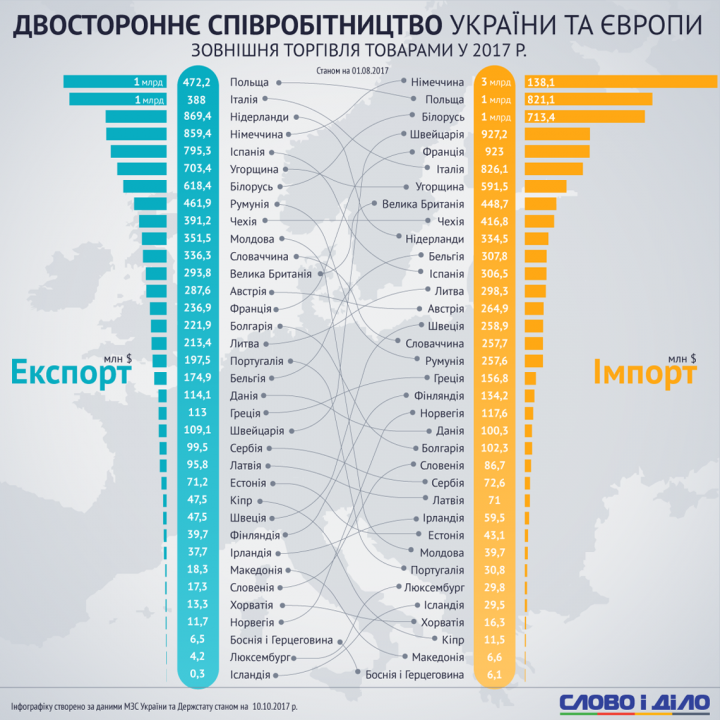 ДВОСТОРОННЄ СПІВРОБІТНИЦТВО УКРАЇНИ ТА ЄВРОПИ
ЗОВНІШНЯ ТОРГІВЛЯ ТОВАРАМИ У 2017 Р.
Станом на 01.08.2017
1 млрд 472,2 Польща Німеччина 3 млрд 138,1
1 млрд 388 Італія Польща 1 млрд 821,1
869,4 Нідерланди Білорусь 1 млрд 713,4
859,4 Німеччина Швейцарія 927,2
795,3 Іспанія Франція 923
703,4 Угорщина Італія 826,1
618,4 Білорусь Угорщина 591,5
461,9 Румунія Велика Британія 448,7
391,2 Чехія Чехія 416,8
351,5 Молдова Нідерланди 334,5
336,3 Словаччина Бельгія 307,8
293,8 Велика Британія Іспанія 306,5
287,6 Австрія Литва 298,3
236,9 Франція Австрія 264,9
221,9 Болгарія Швеція 258,9
213,4 Литва Словаччина 257,7
млн $ 197,5 Португалія Румунія 257,6 млн $
Експорт 174,9 Бельгія Греція 156,8 Імпорт
114,1 Данія Фінляндія 134,2
113 Греція Норвегія 117,6
109,1 Швейцарія Данія 100,3
99,5 Сербія Болгарія 102,3
95,8 Латвія Словенія 86,7
71,2 Естонія Сербія 72,6
47,5 Кіпр Латвія 71
47,5 Швеція Ірландія 59,5
39,7 Фінляндія Естонія 43,1
37,7 Ірландія Молдова 39,7
18,3 Македонія Португалія 30,8
17,3 Словенія Люксембург 29,8
13,3 Хорватія Ісландія 29,5
11,7 Норвегія Хорватія 16,3
6,5 Боснія і Герцеговина Кіпр 11,5
4,2 Люксембург Македонія 6,6
0,3 Ісландія Боснія і Герцеговина 6,1
Інфографіку створено за даними МЗС України та Держстату станом на 10.10.2017 р.
СЛОВО і ДіЛО